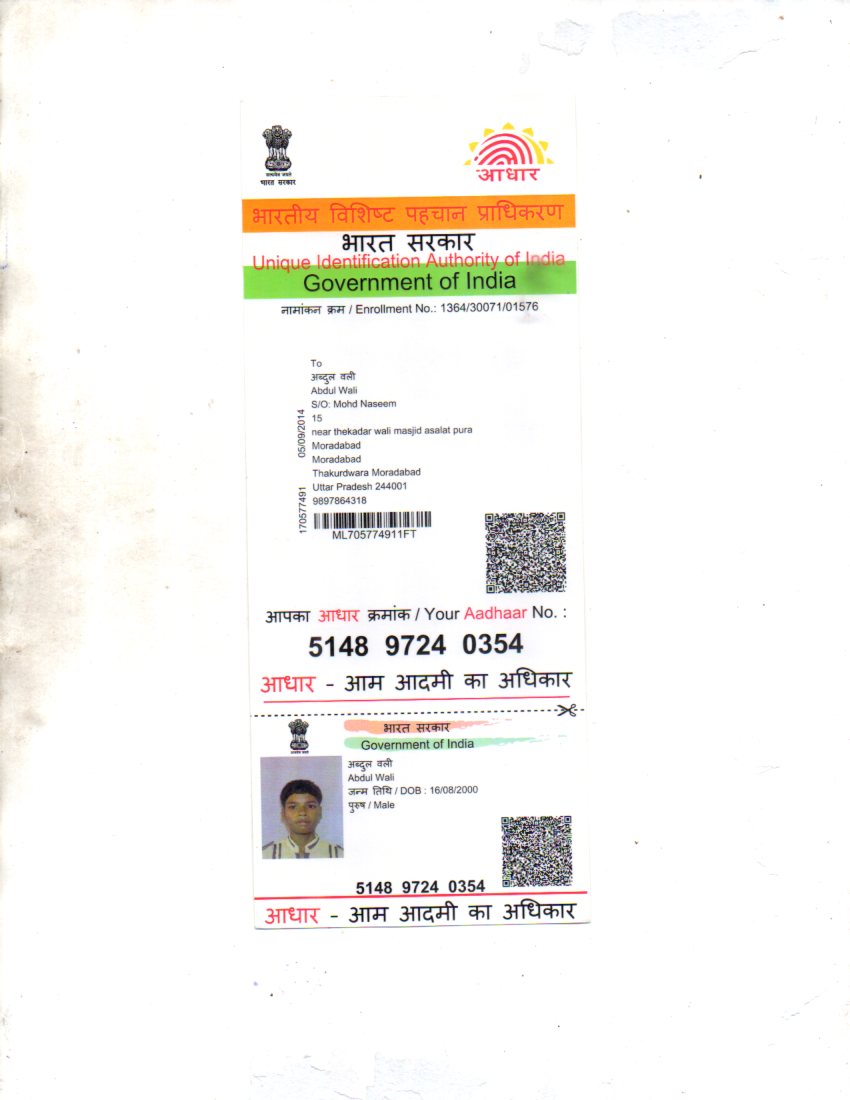 सत्यमेव जयते
भारत सरकार
आधार
भारतीय विशिष्ट पहचान प्राधिकरण
भारत सरकार
Unique Identification Authority of India
Government of India
नामांकन क्रम / Enrollment No.: 1364/30071/01576
To
अब्दुल वली
Abdul Wali
S/O: Mohd Naseem
15
near thekadar wali masjid asalat pura
Moradabad
Moradabad
Thakurdwara Moradabad
Uttar Pradesh 244001
9897864318
170577491 05/09/2014
ML705774911FT
आपका आधार क्रमांक / Your Aadhaar No. :
5148 9724 0354
आधार - आम आदमी का अधिकार
भारत सरकार
Government of India
अब्दुल वली
Abdul Wali
जन्म तिथि / DOB : 16/08/2000
पुरुष / Male
5148 9724 0354
आधार - आम आदमी का अधिकार